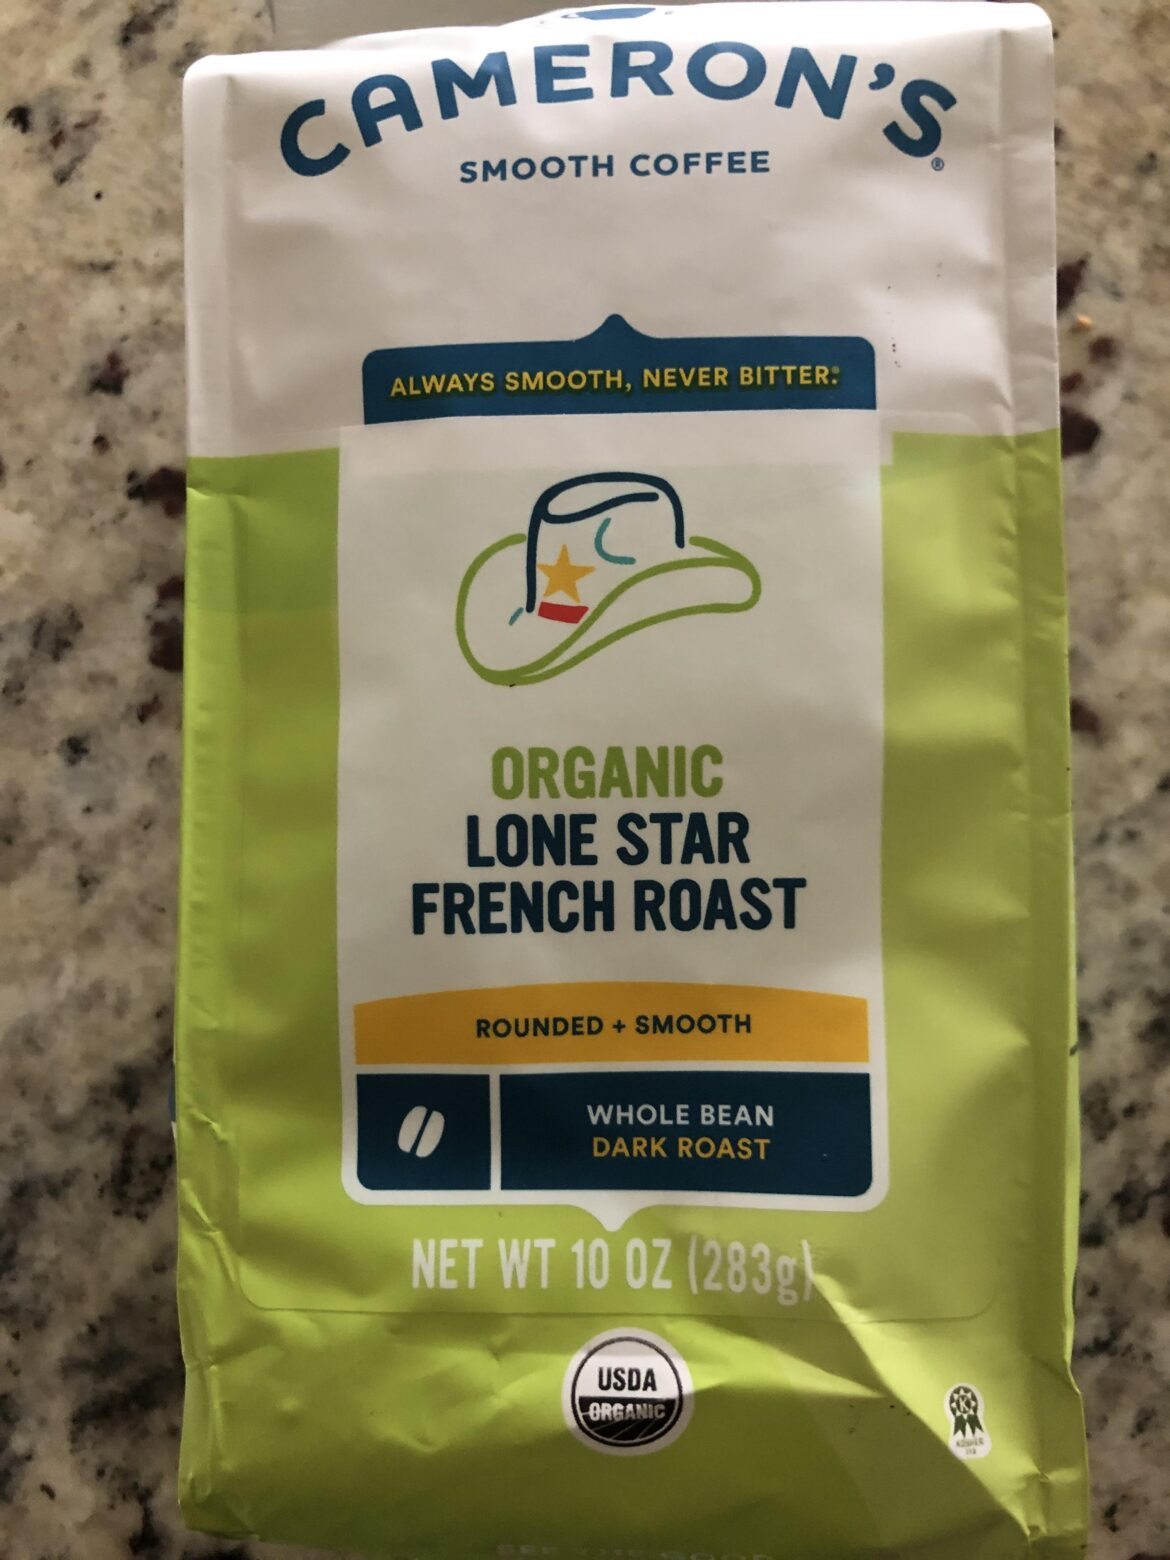 CAMERON'S®
SMOOTH COFFEE
ALWAYS SMOOTH, NEVER BITTER.®
ORGANIC
LONE STAR
FRENCH ROAST
ROUNDED + SMOOTH
WHOLE BEAN
DARK ROAST
NET WT 10 OZ (283g)
USDA
ORGANIC
K
KOSHER